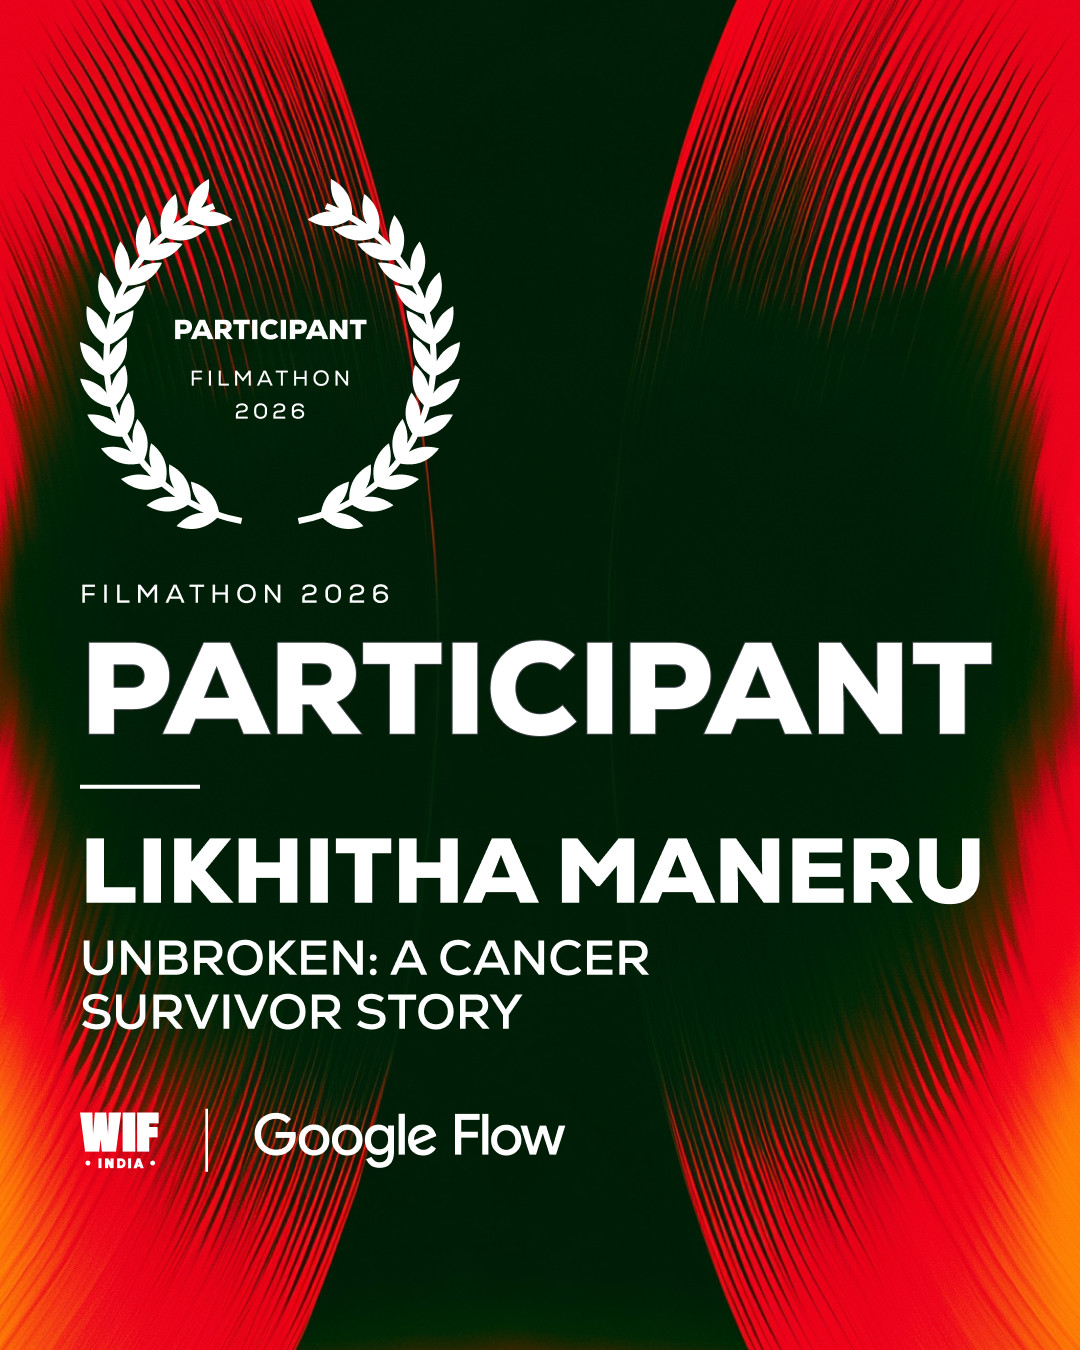 PARTICIPANT
FILMATHON
2026
FILMATHON 2026
PARTICIPANT
LIKHITHA MANERU
UNBROKEN: A CANCER
SURVIVOR STORY
WIF
• INDIA •
Google Flow